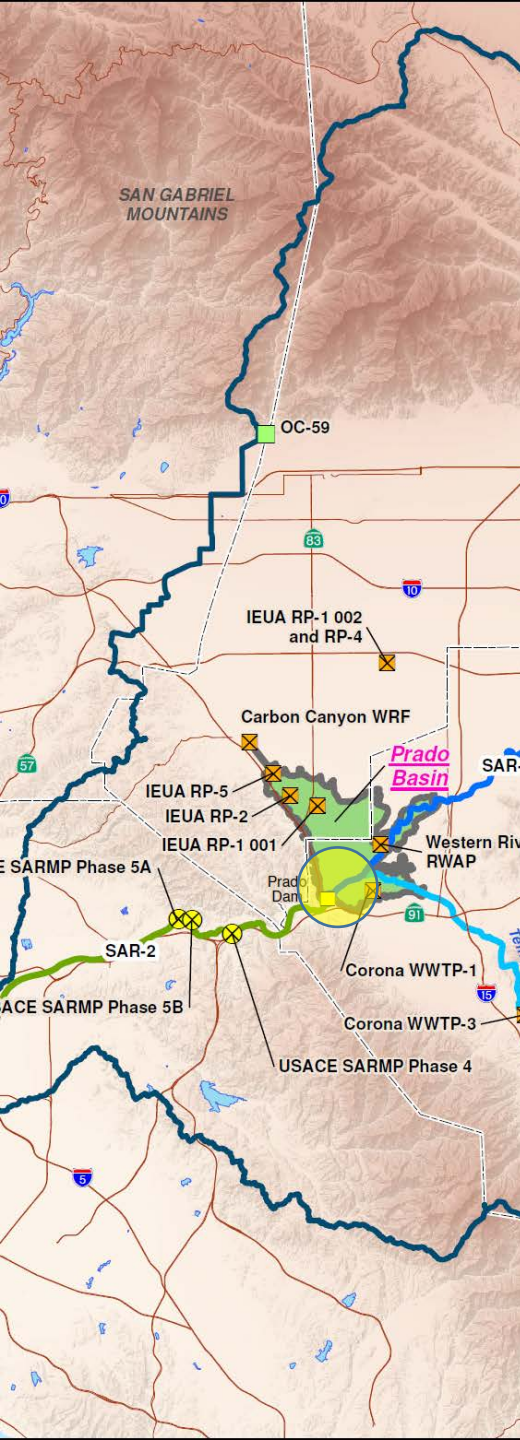 SAN GABRIEL
MOUNTAINS
OC-59
83
10
IEUA RP-1 002
and RP-4
Carbon Canyon WRF
Prado
Basin
57
SAR-
IEUA RP-5
IEUA RP-2
IEUA RP-1 001
Western Riv
RWAP
E SARMP Phase 5A
Prado
Dam
91
SAR-2
Corona WWTP-1
15
SACE SARMP Phase 5B
Corona WWTP-3
USACE SARMP Phase 4
5